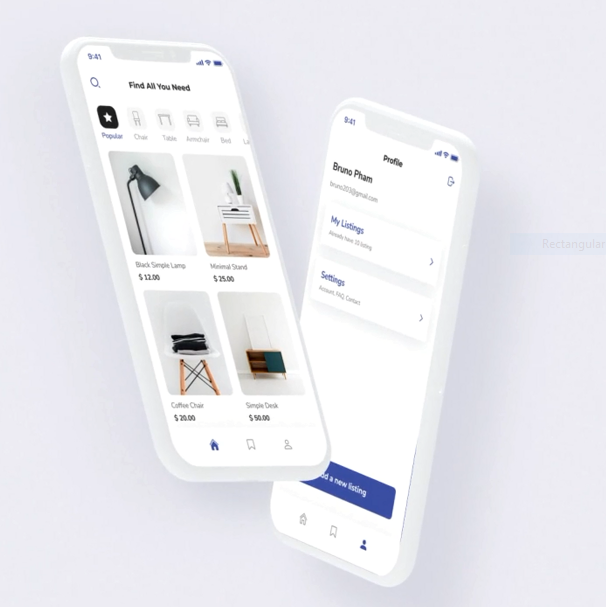 9:41
Find All You Need
Popular
Chair
Table
Armchair
Bed
Black Simple Lamp
$ 12.00
Minimal Stand
$ 25.00
Coffee Chair
$ 20.00
Simple Desk
$ 50.00
9:41
Profile
Bruno Pham
bruno203@gmail.com
My Listings
Already have 10 listing
Settings
Account, FAQ, Contact
a new listing
Rectangular